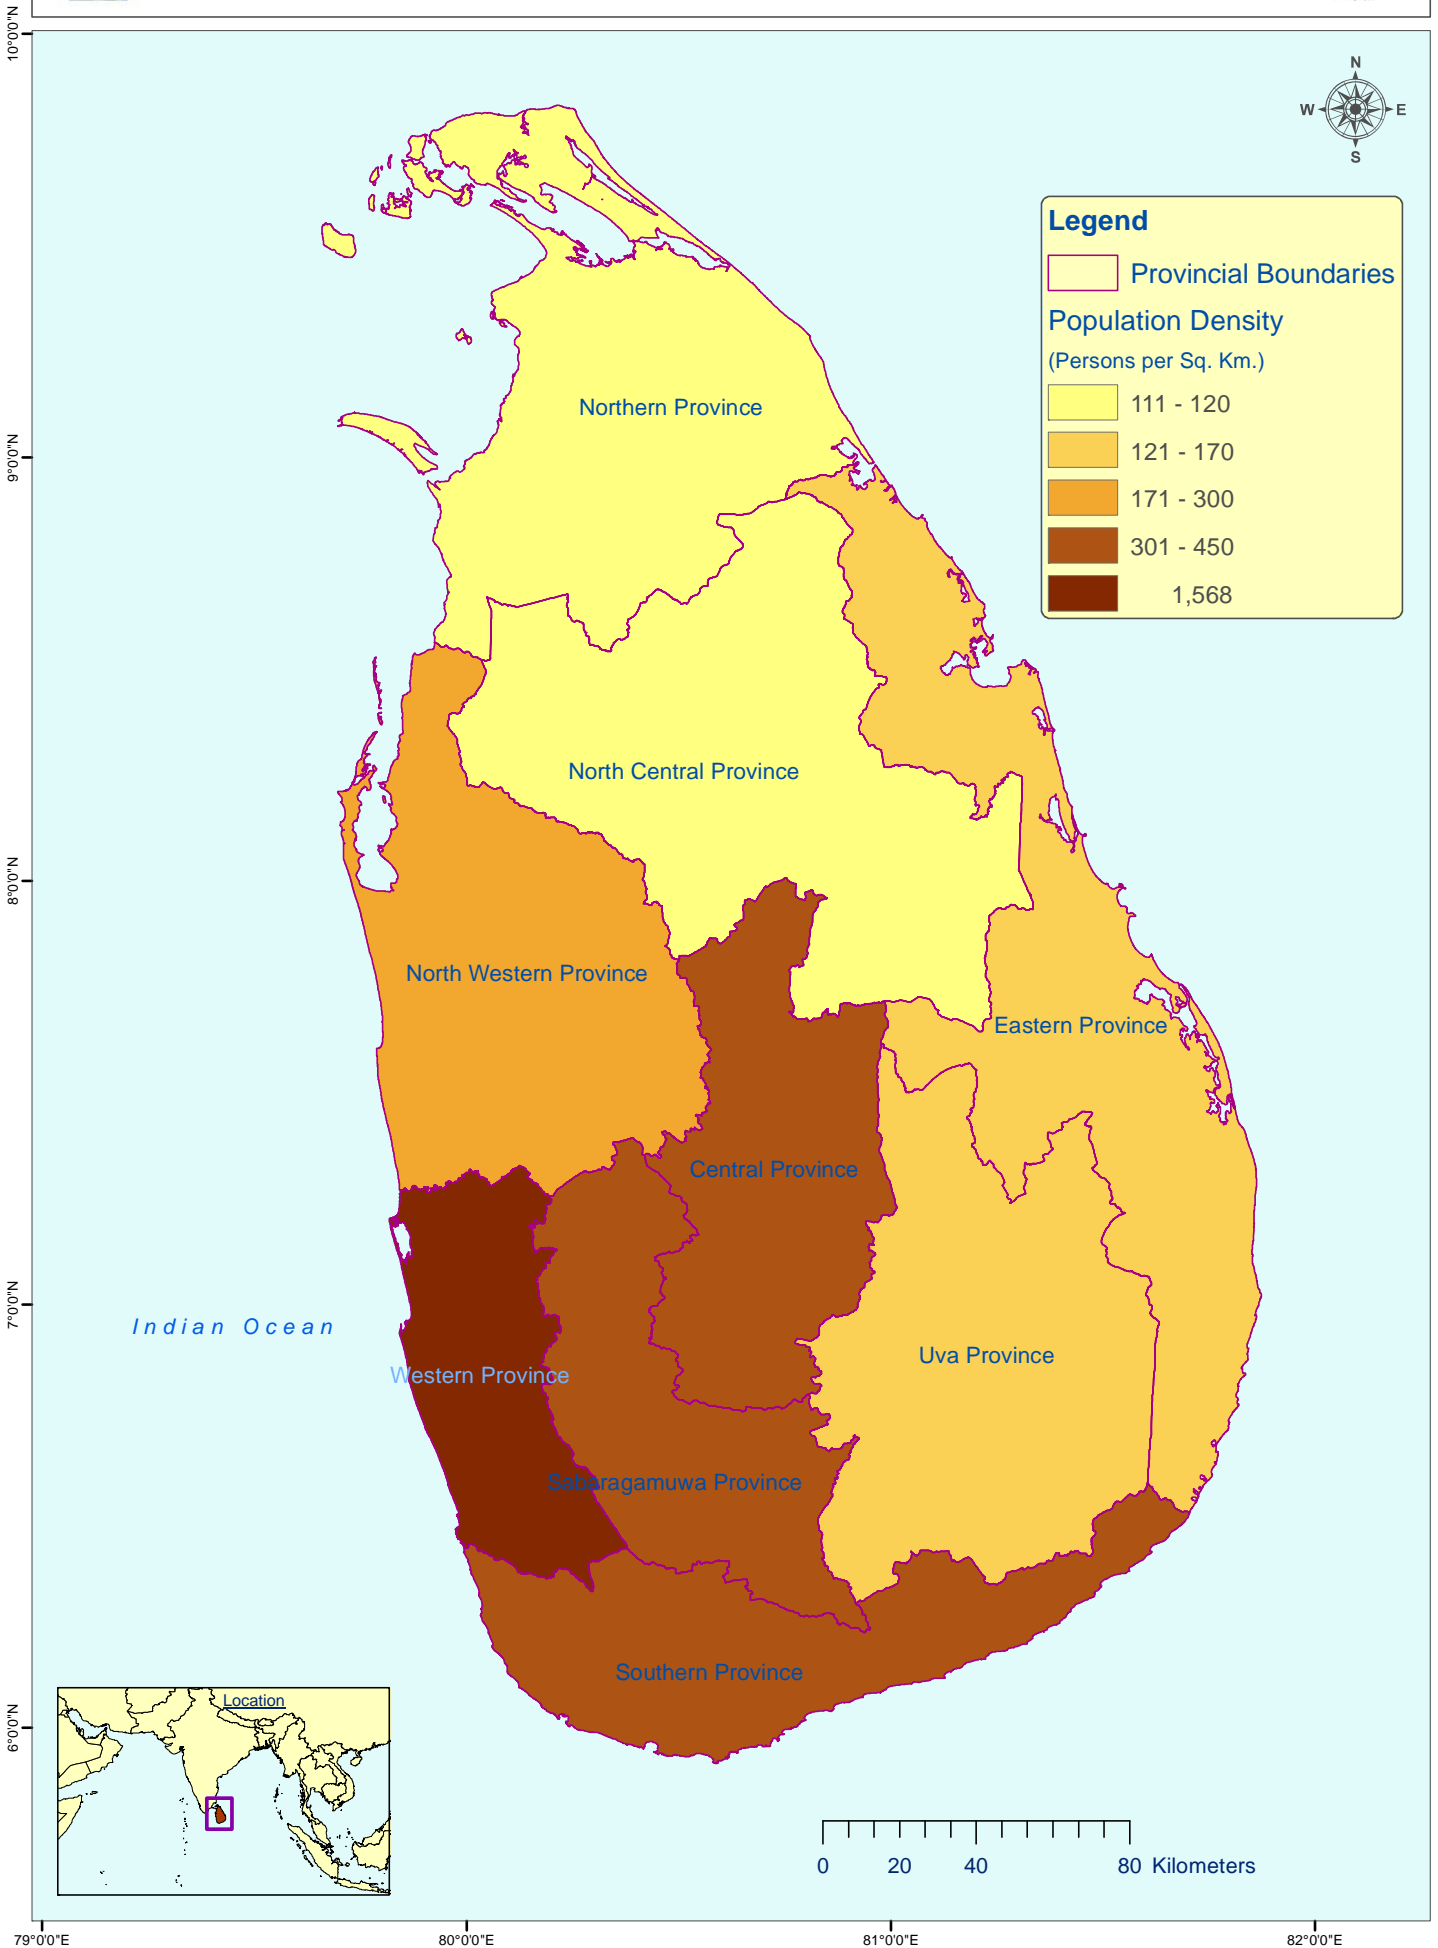 10°0'0"N
N
W
E
S
Legend
Provincial Boundaries
Population Density
(Persons per Sq. Km.)
111 - 120
121 - 170
171 - 300
301 - 450
1,568
Northern Province
9°0'0"N
North Central Province
8°0'0"N
North Western Province
Eastern Province
Central Province
7°0'0"N
Indian Ocean
Uva Province
Western Province
Sabaragamuwa Province
Southern Province
6°0'0"N
Location
0 20 40 80 Kilometers
79°0'0"E 80°0'0"E 81°0'0"E 82°0'0"E